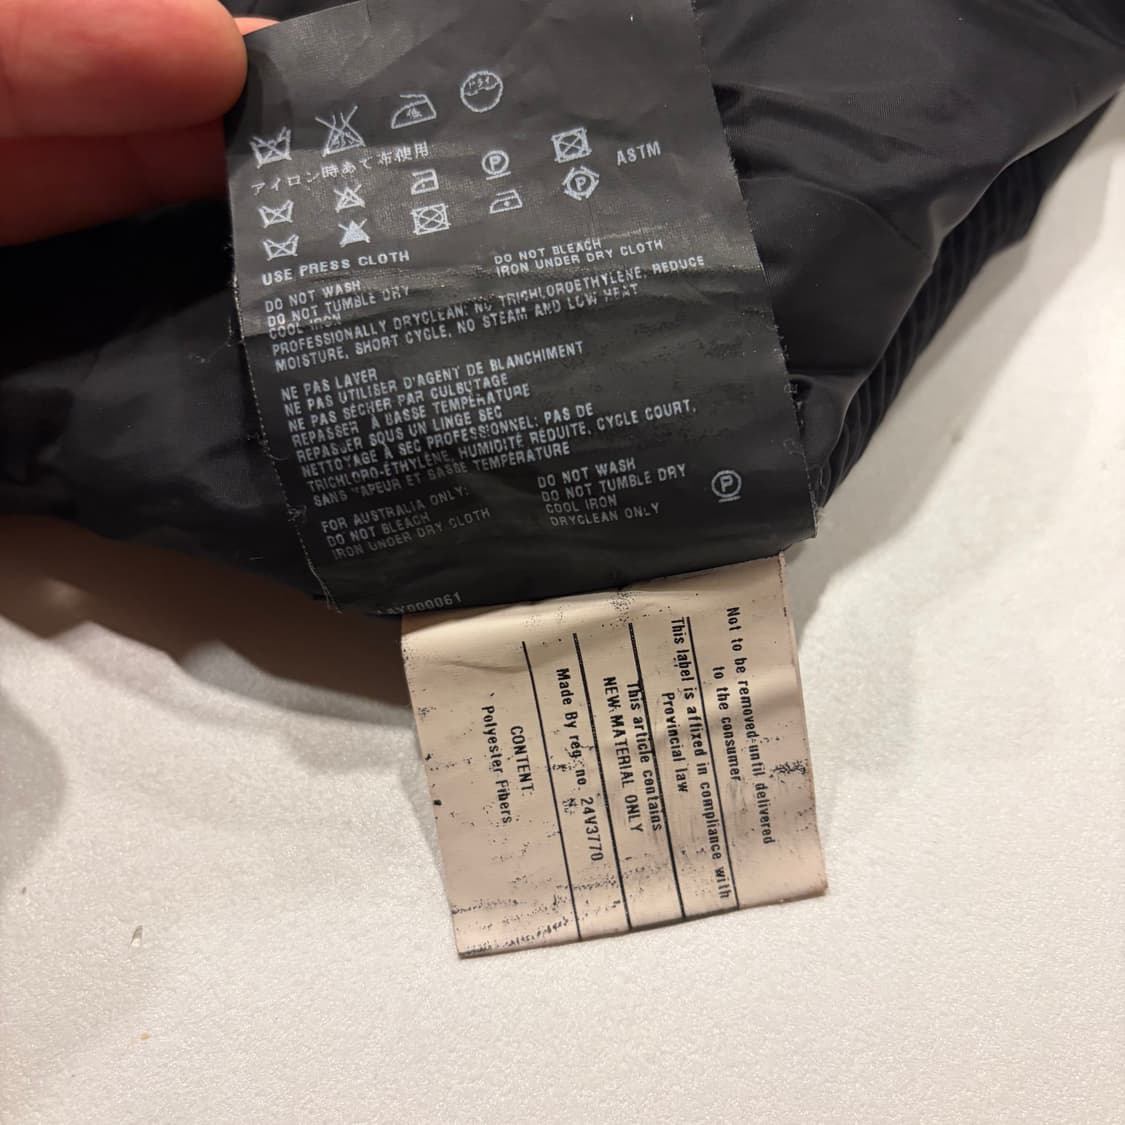 ドライ
低
アイロン時あて布使用
P
ASTM
P
USE PRESS CLOTH
DO NOT WASH
DO NOT TUMBLE DRY
COOL IRON
DO NOT BLEACH
IRON UNDER DRY CLOTH
PROFESSIONALLY DRYCLEAN: NO TRICHLOROETHYLENE, REDUCE
MOISTURE, SHORT CYCLE, NO STEAM AND LOW HEAT
NE PAS LAVER
NE PAS UTILISER D'AGENT DE BLANCHIMENT
NE PAS SÉCHER PAR CULBUTAGE
REPASSER À BASSE TEMPÉRATURE
REPASSER SOUS UN LINGE SEC
NETTOYAGE À SEC PROFESSIONNEL: PAS DE
TRICHLORO-ÉTHYLÈNE, HUMIDITÉ RÉDUITE, CYCLE COURT,
SANS VAPEUR ET BASSE TEMPÉRATURE
FOR AUSTRALIA ONLY:
DO NOT BLEACH
IRON UNDER DRY CLOTH
DO NOT WASH
DO NOT TUMBLE DRY
COOL IRON
DRYCLEAN ONLY
P
Not to be removed until delivered
to the consumer
This label is affixed in compliance with
Provincial law
This article contains
NEW MATERIAL ONLY
Made By reg. no. 24V3770
CONTENT:
Polyester Fibers